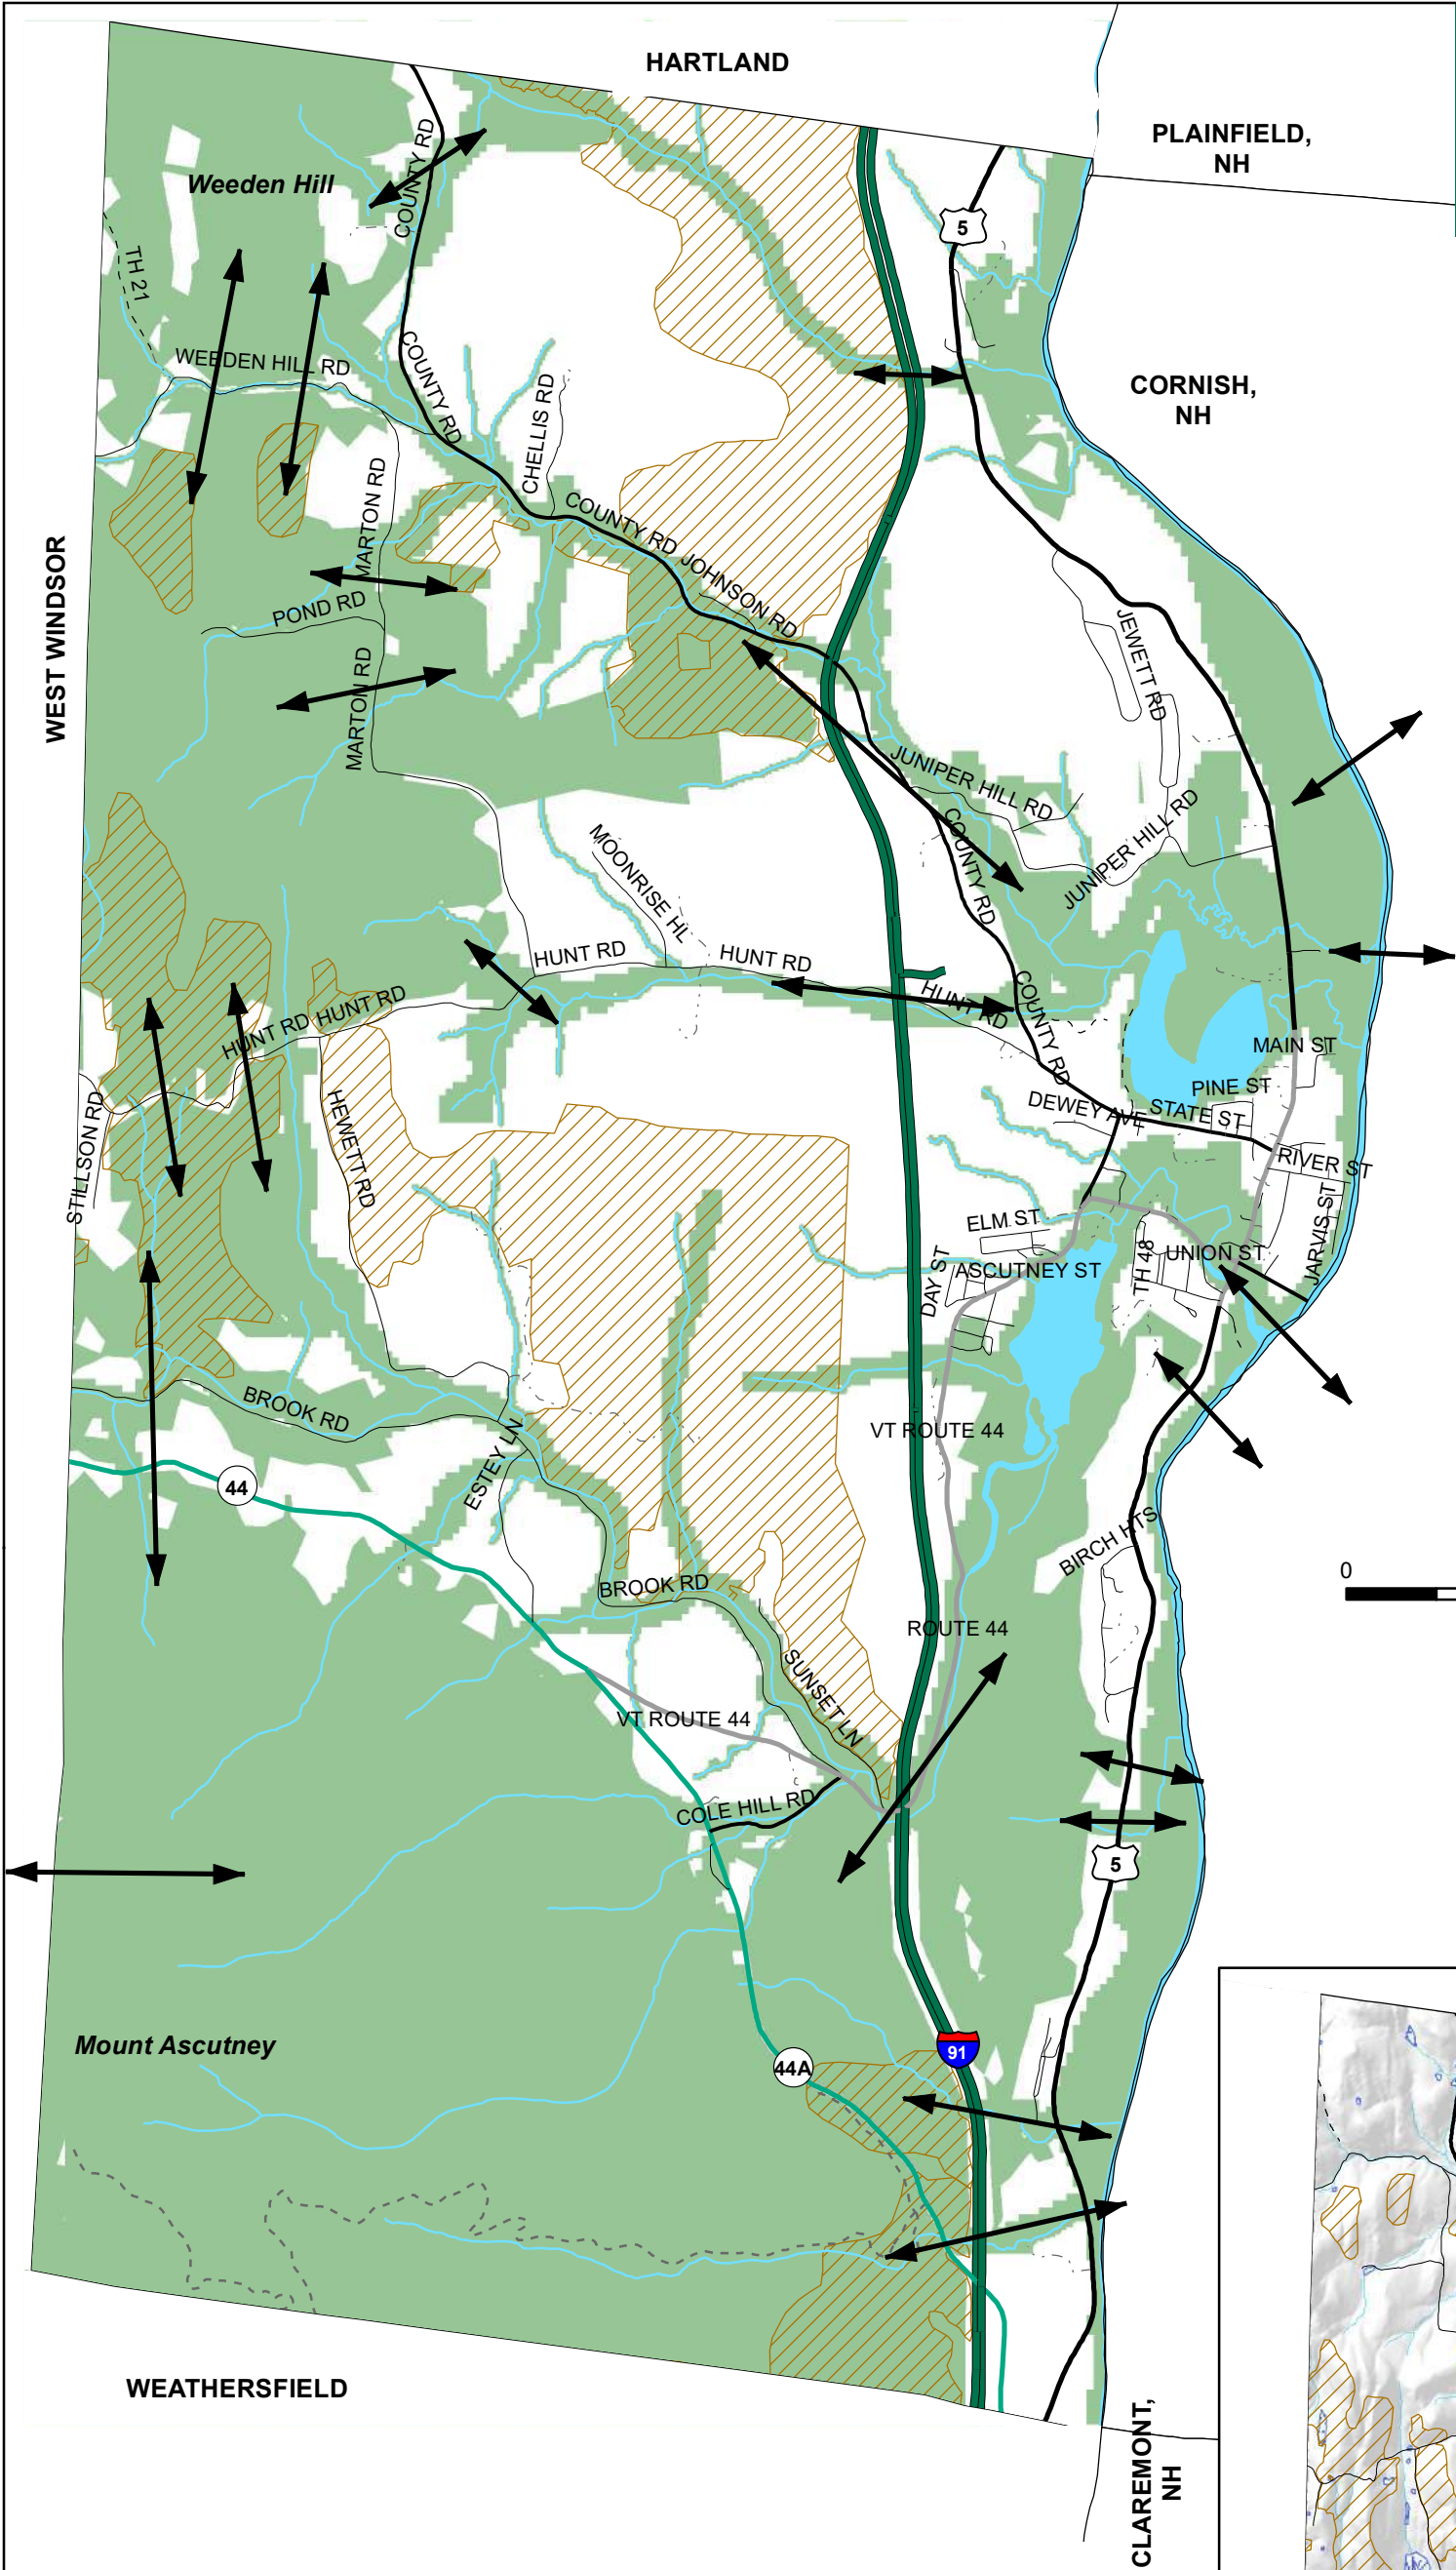 HARTLAND
PLAINFIELD,
NH
COUNTY RD
Weeden Hill
5
TH 21
WEEDEN HILL RD
COUNTY RD
CHELLIS RD
CORNISH,
NH
MARTON RD
COUNTY RD
JOHNSON RD
WEST WINDSOR
POND RD
JEWETT RD
MARTON RD
JUNIPER HILL RD
COUNTY RD
JUNIPER HILL RD
MOONRISE HL
HUNT RD
HUNT RD
HUNT RD
COUNTY RD
HUNT RD
HUNT RD
MAIN ST
PINE ST
STATE ST
DEWEY AVE
HEWETT RD
STILLSON RD
RIVER ST
JARVIS ST
ELM ST
UNION ST
TH 48
DAY ST
ASCUTNEY ST
BROOK RD
VT ROUTE 44
ESTEY LN
44
BIRCH HTS
0
BROOK RD
ROUTE 44
SUNSET LN
VT ROUTE 44
COLE HILL RD
5
Mount Ascutney
91
44A
WEATHERSFIELD
CLAREMONT,
NH